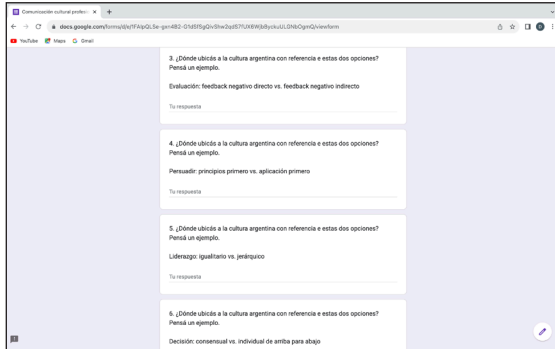 Comunicación cultural profesi
docs.google.com/forms/d/e/1FAIpQLSe-gxn4B2-G1dSfSgQivShw2qdS7fUX6Wjb8yckuULGNbOgmQ/viewform
YouTube Maps Gmail
3. ¿Dónde ubicás a la cultura argentina con referencia e estas dos opciones?
Pensá un ejemplo.
Evaluación: feedback negativo directo vs. feedback negativo indirecto
Tu respuesta
4. ¿Dónde ubicás a la cultura argentina con referencia e estas dos opciones?
Pensá un ejemplo.
Persuadir: principios primero vs. aplicación primero
Tu respuesta
5. ¿Dónde ubicás a la cultura argentina con referencia e estas dos opciones?
Pensá un ejemplo.
Liderazgo: igualitario vs. jerárquico
Tu respuesta
6. ¿Dónde ubicás a la cultura argentina con referencia e estas dos opciones?
Pensá un ejemplo.
Decisión: consensual vs. individual de arriba para abajo